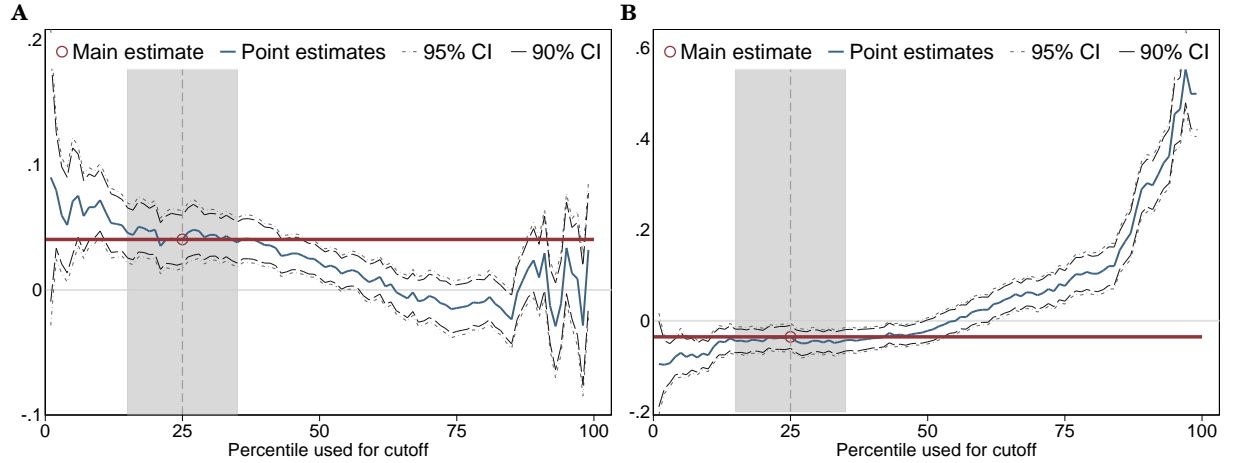 A
Main estimate Point estimates 95% CI 90% CI
.2
.1
0
-.1
0 25 50 75 100
Percentile used for cutoff
B
Main estimate Point estimates 95% CI 90% CI
.6
.4
.2
0
-.2
0 25 50 75 100
Percentile used for cutoff